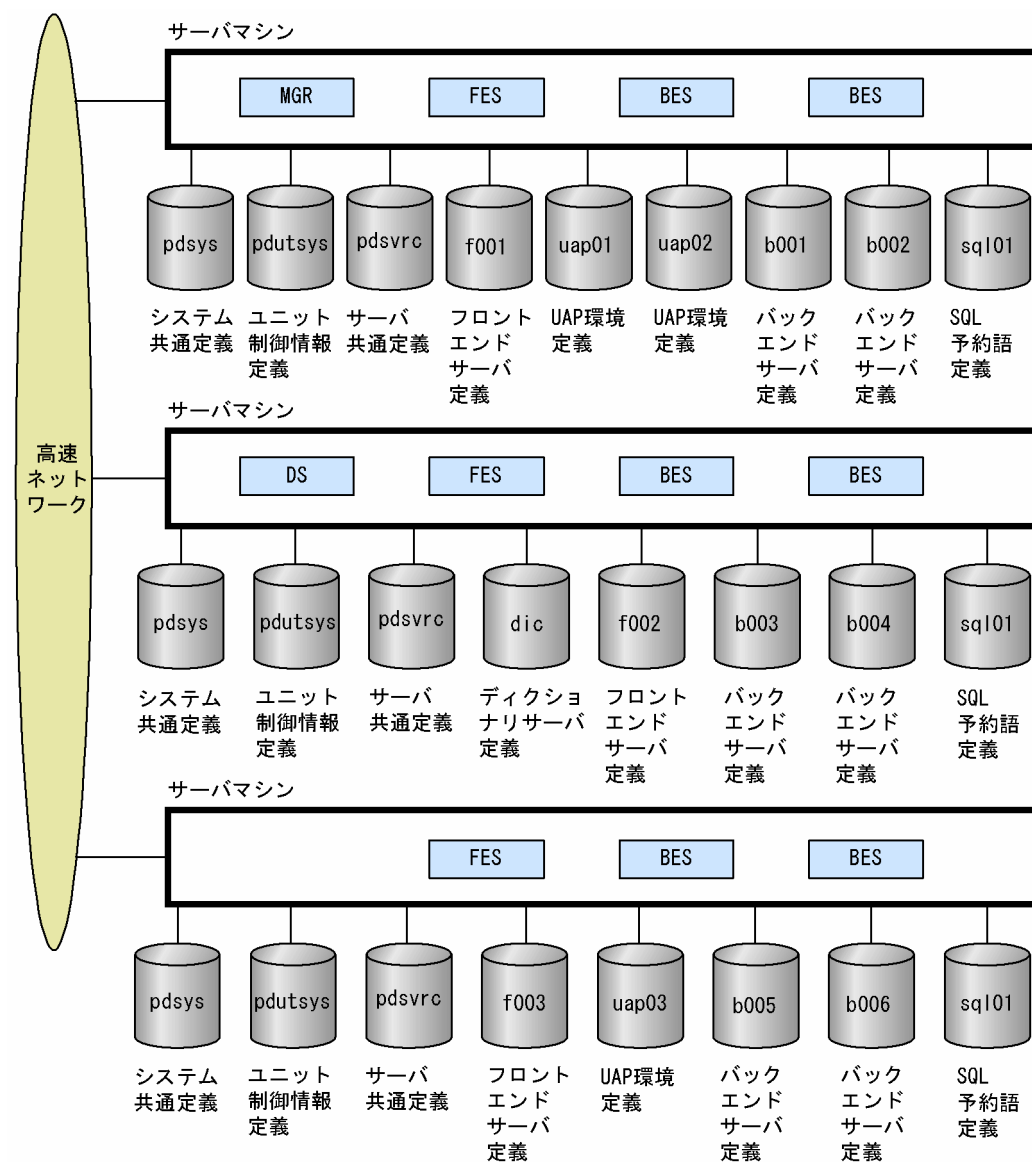 サーバマシン
MGR
FES
BES
BES
pdsys
pdutsys
pdsvrc
f001
uap01
uap02
b001
b002
sql01
システム
共通定義
ユニット
制御情報
定義
サーバ
共通定義
フロント
エンド
サーバ
定義
UAP環境
定義
UAP環境
定義
バック
エンド
サーバ
定義
バック
エンド
サーバ
定義
SQL
予約語
定義
高速
ネット
ワーク
サーバマシン
DS
FES
BES
BES
pdsys
pdutsys
pdsvrc
dic
f002
b003
b004
sql01
システム
共通定義
ユニット
制御情報
定義
サーバ
共通定義
ディクショ
ナリサーバ
定義
フロント
エンド
サーバ
定義
バック
エンド
サーバ
定義
バック
エンド
サーバ
定義
SQL
予約語
定義
サーバマシン
FES
BES
BES
pdsys
pdutsys
pdsvrc
f003
uap03
b005
b006
sql01
システム
共通定義
ユニット
制御情報
定義
サーバ
共通定義
フロント
エンド
サーバ
定義
UAP環境
定義
バック
エンド
サーバ
定義
バック
エンド
サーバ
定義
SQL
予約語
定義